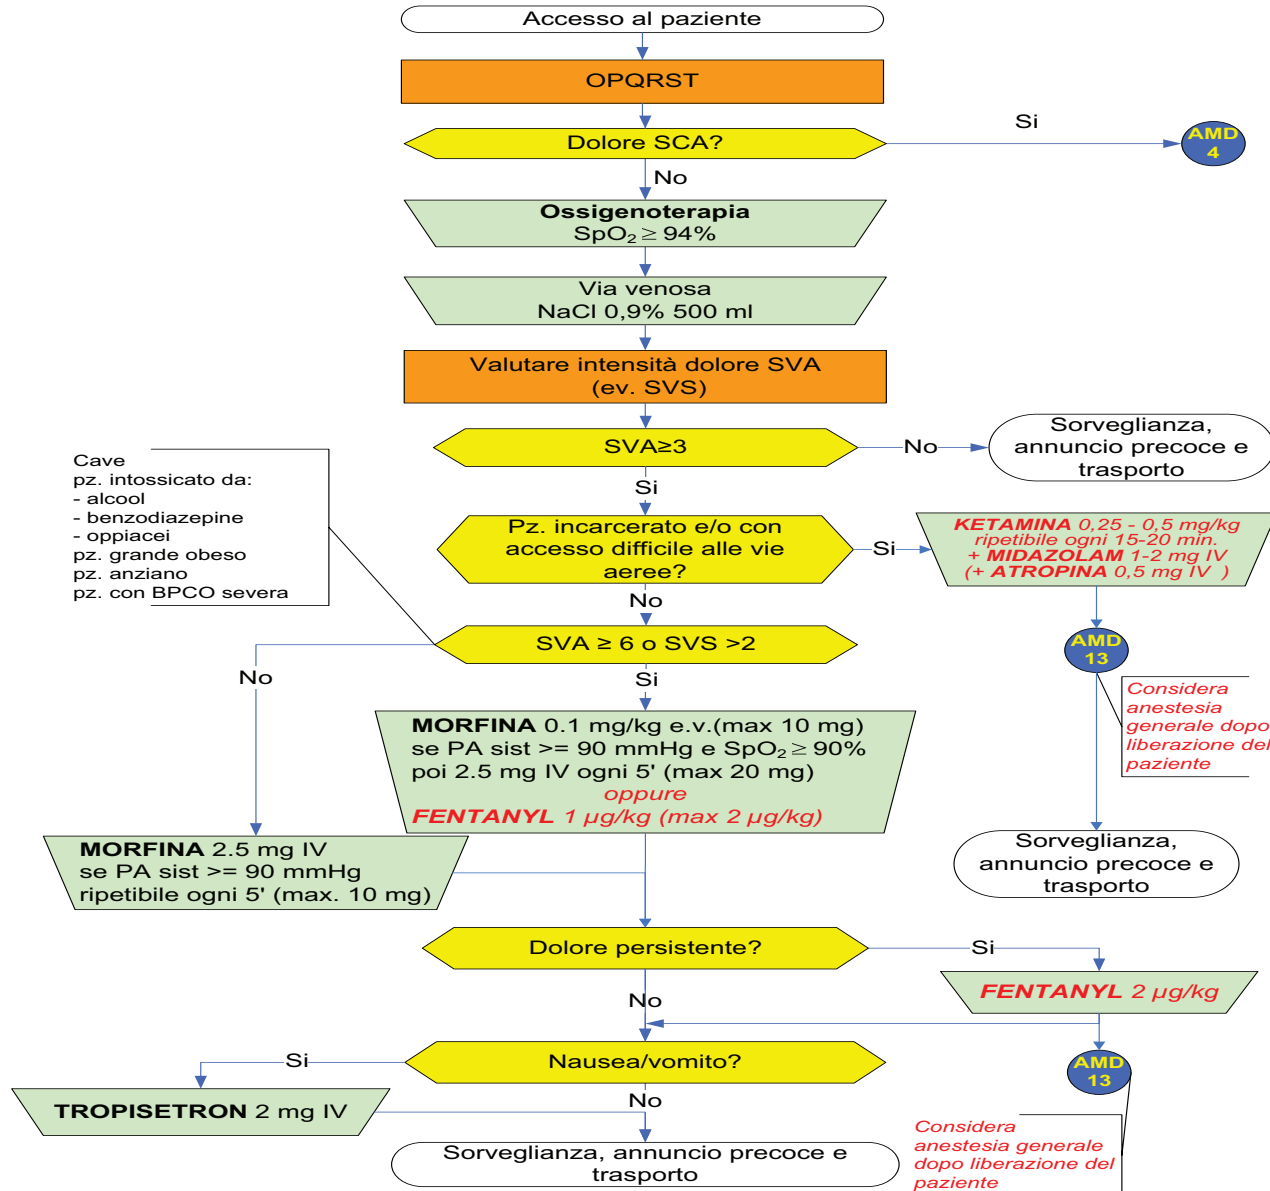 Accesso al paziente
OPQRST
Dolore SCA?
Si
AMD
4
No
Ossigenoterapia
SpO₂ ≥ 94%
Via venosa
NaCl 0,9% 500 ml
Valutare intensità dolore SVA
(ev. SVS)
SVA≥3
No
Sorveglianza,
annuncio precoce e
trasporto
Si
Cave
pz. intossicato da:
- alcool
- benzodiazepine
- oppiacei
pz. grande obeso
pz. anziano
pz. con BPCO severa
Pz. incarcerato e/o con
accesso difficile alle vie
aeree?
Si
KETAMINA 0,25 - 0,5 mg/kg
ripetibile ogni 15-20 min.
+ MIDAZOLAM 1-2 mg IV
(+ ATROPINA 0,5 mg IV )
No
AMD
13
Considera
anestesia
generale dopo
liberazione del
paziente
SVA ≥ 6 o SVS >2
No
Si
MORFINA 0.1 mg/kg e.v.(max 10 mg)
se PA sist >= 90 mmHg e SpO₂ ≥ 90%
poi 2.5 mg IV ogni 5' (max 20 mg)
oppure
FENTANYL 1 µg/kg (max 2 µg/kg)
MORFINA 2.5 mg IV
se PA sist >= 90 mmHg
ripetibile ogni 5' (max. 10 mg)
Sorveglianza,
annuncio precoce e
trasporto
Dolore persistente?
Si
FENTANYL 2 µg/kg
No
AMD
13
Considera
anestesia generale
dopo liberazione del
paziente
Nausea/vomito?
Si
TROPISETRON 2 mg IV
No
Sorveglianza, annuncio precoce e
trasporto